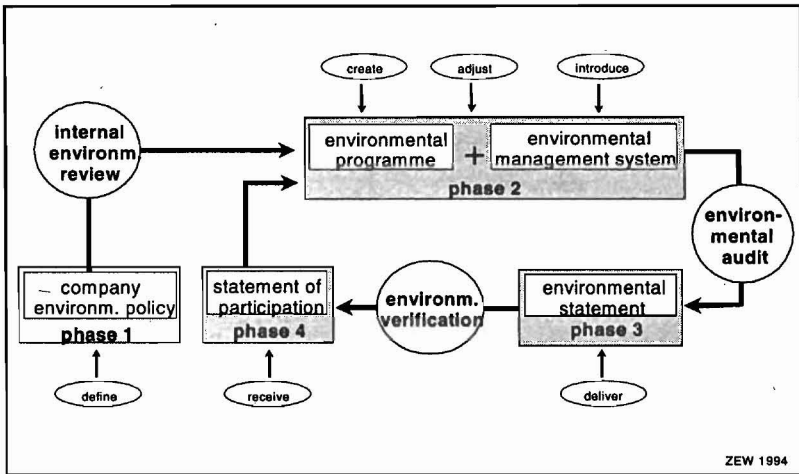 create
adjust
introduce
internal
environm.
review
environmental
programme
+
environmental
management system
phase 2
environ-
mental
audit
company
environm. policy
phase 1
statement of
participation
phase 4
environm.
verification
environmental
statement
phase 3
define
receive
deliver
ZEW 1994